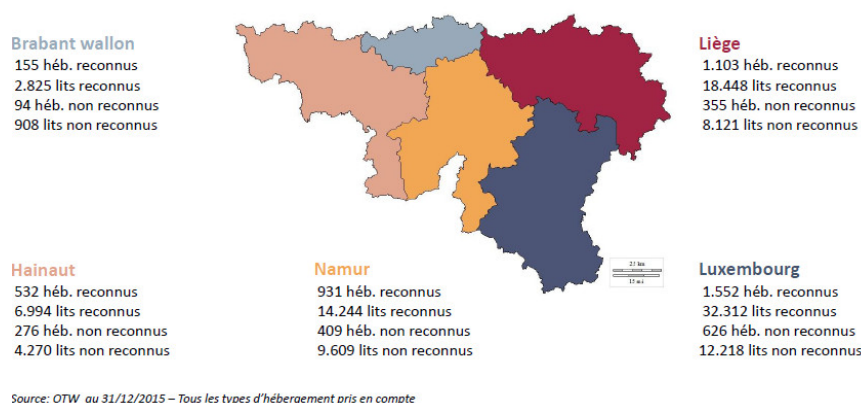 Brabant wallon
155 héb. reconnus
2.825 lits reconnus
94 héb. non reconnus
908 lits non reconnus
Liège
1.103 héb. reconnus
18.448 lits reconnus
355 héb. non reconnus
8.121 lits non reconnus
Hainaut
532 héb. reconnus
6.994 lits reconnus
276 héb. non reconnus
4.270 lits non reconnus
Namur
931 héb. reconnus
14.244 lits reconnus
409 héb. non reconnus
9.609 lits non reconnus
25 km
15 mi
Luxembourg
1.552 héb. reconnus
32.312 lits reconnus
626 héb. non reconnus
12.218 lits non reconnus
Source: OTW au 31/12/2015 – Tous les types d'hébergement pris en compte